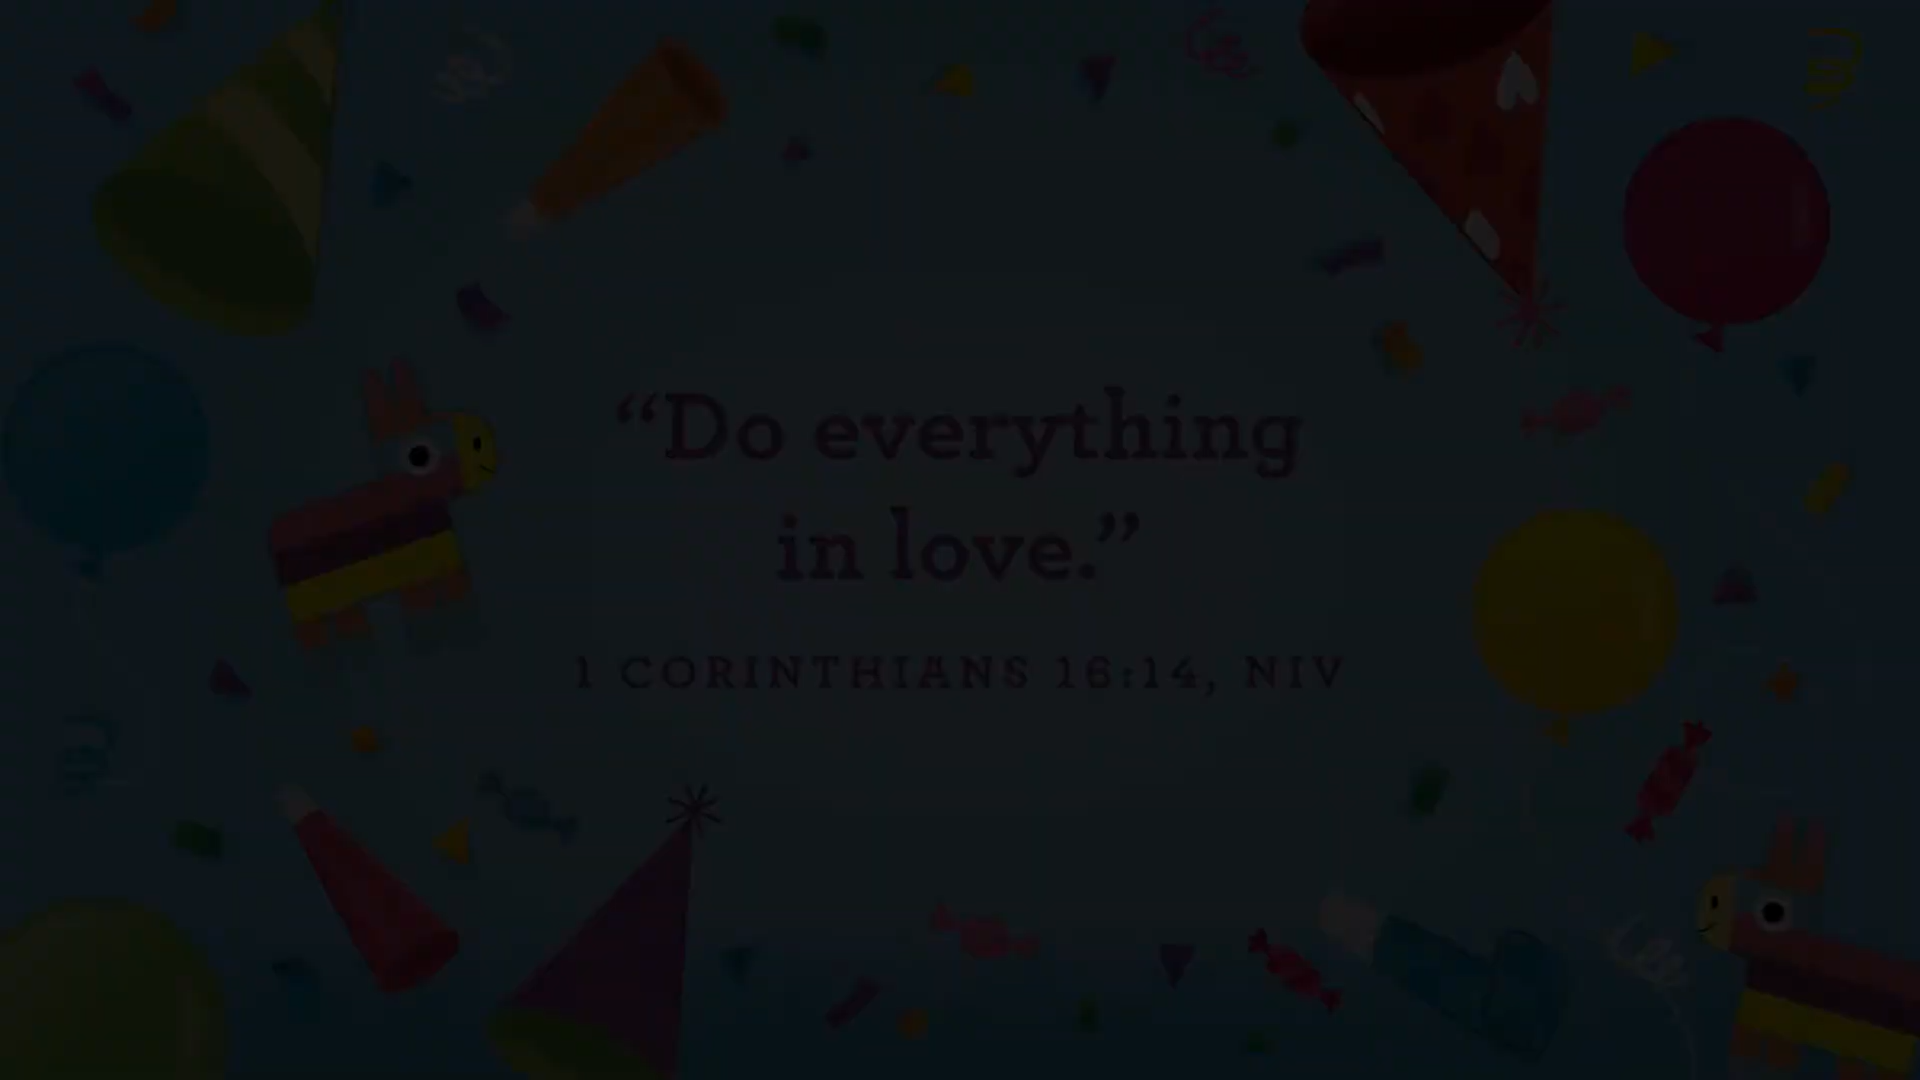 “Do everything
in love.”
1 CORINTHIANS 16:14, NIV